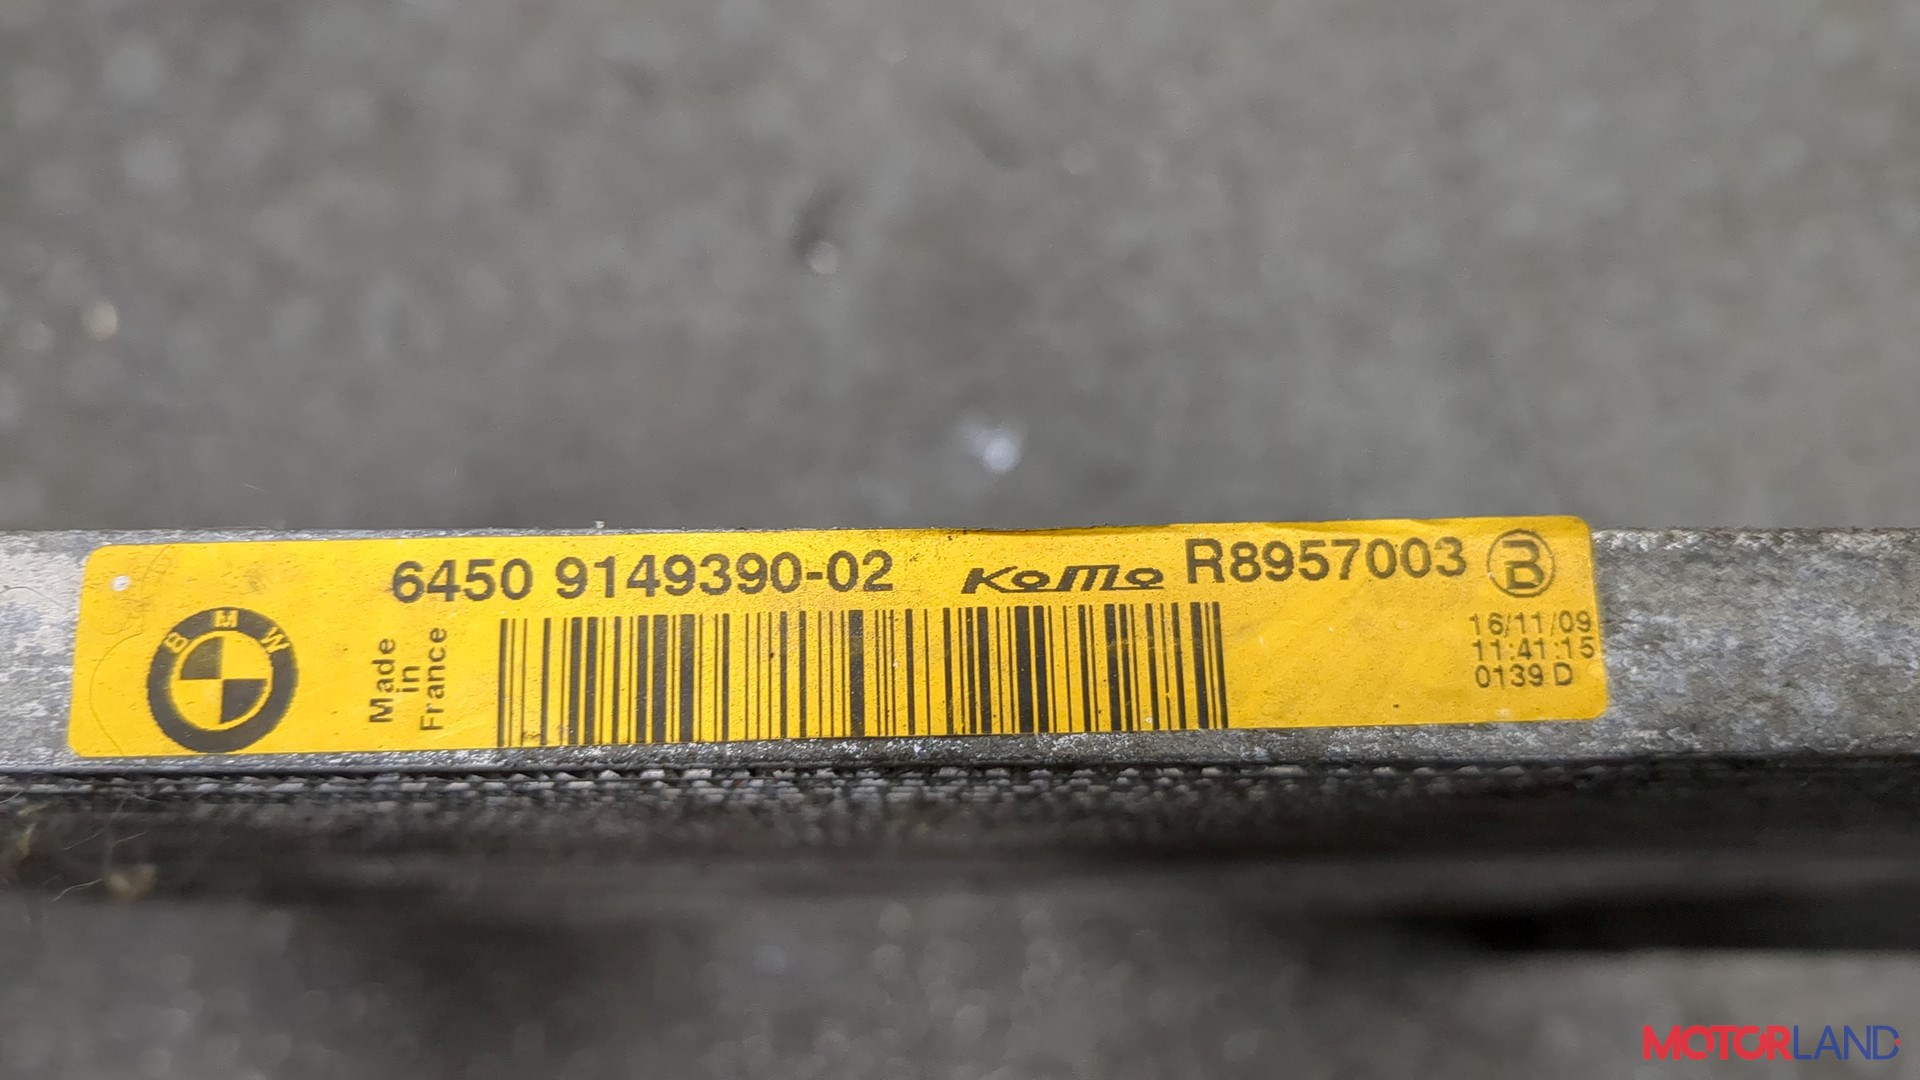 6450 9149390-02 KoMo R8957003 B
BMW
Made
in
France
16/11/09
11:41:15
0139 D
MOTORLAND